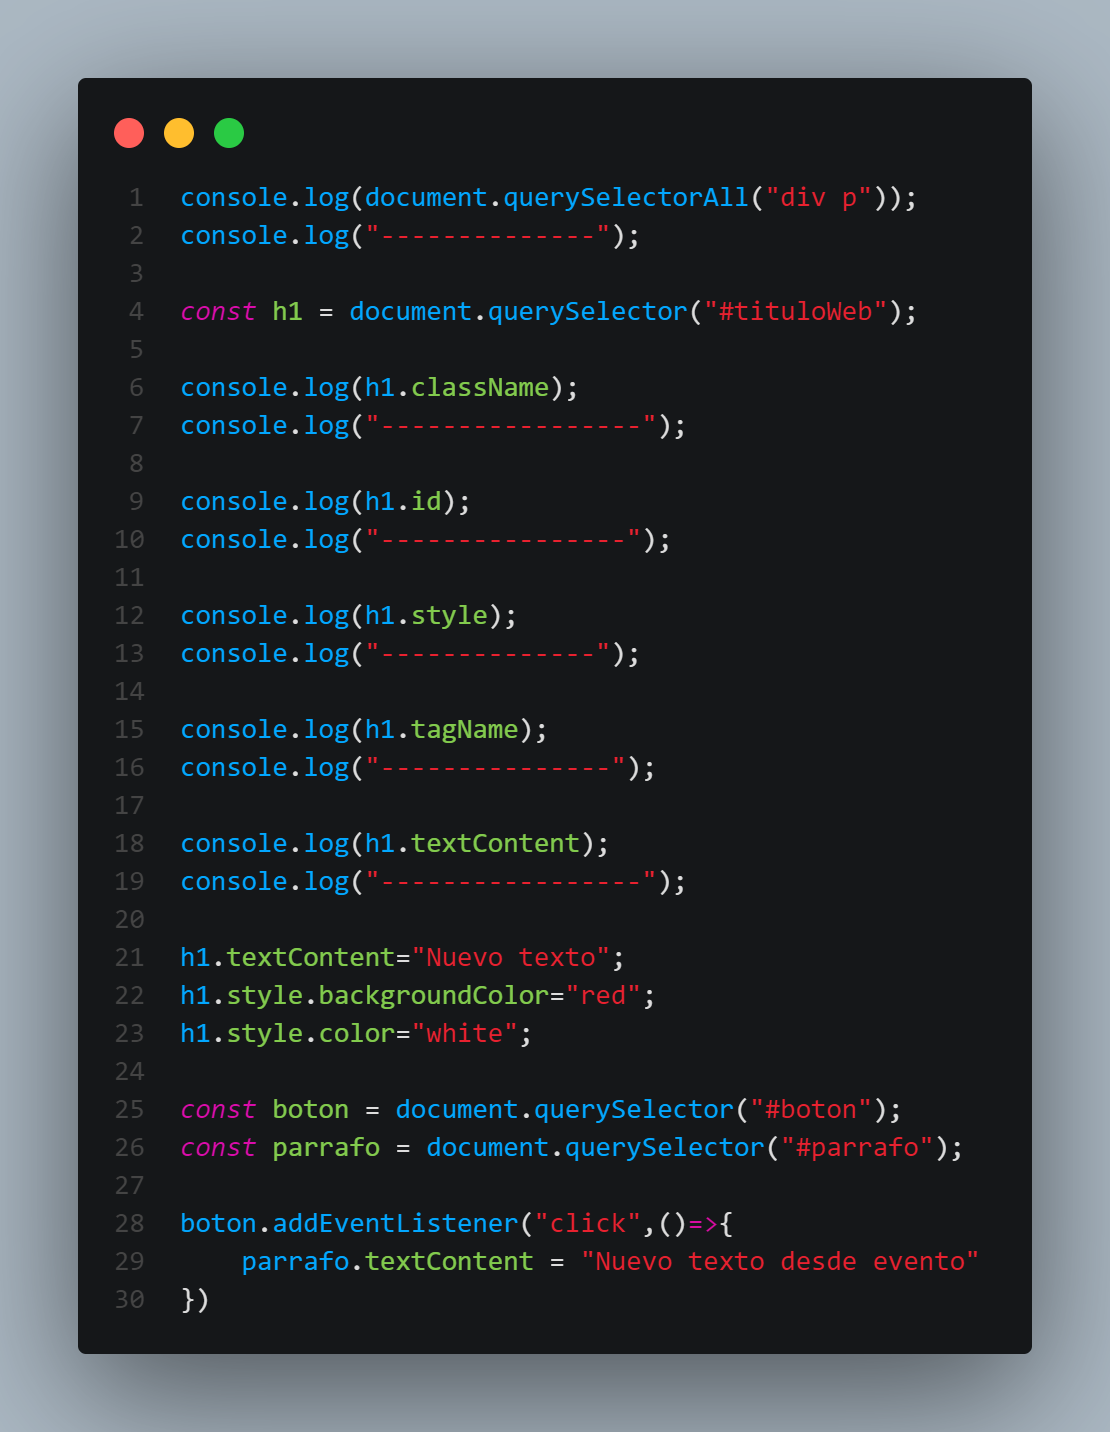 1 console.log(document.querySelectorAll("div p"));
2 console.log("--------------");
3
4 const h1 = document.querySelector("#tituloWeb");
5
6 console.log(h1.className);
7 console.log("-----------------");
8
9 console.log(h1.id);
10 console.log("----------------");
11
12 console.log(h1.style);
13 console.log("--------------");
14
15 console.log(h1.tagName);
16 console.log("---------------");
17
18 console.log(h1.textContent);
19 console.log("-----------------");
20
21 h1.textContent="Nuevo texto";
22 h1.style.backgroundColor="red";
23 h1.style.color="white";
24
25 const boton = document.querySelector("#boton");
26 const parrafo = document.querySelector("#parrafo");
27
28 boton.addEventListener("click",()=>{
29     parrafo.textContent = "Nuevo texto desde evento"
30 })